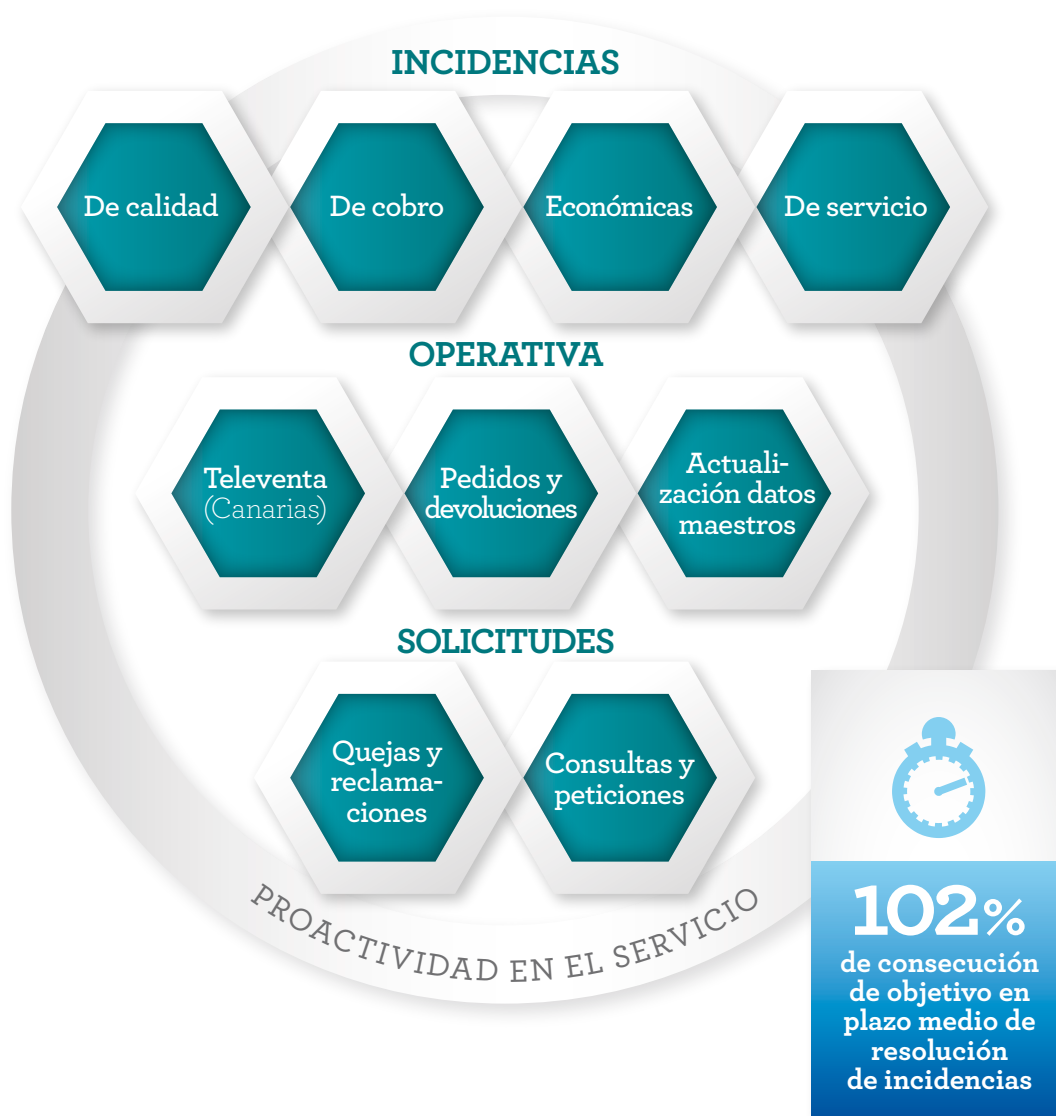 INCIDENCIAS
De calidad
De cobro
Económicas
De servicio
OPERATIVA
Televenta
(Canarias)
Pedidos y
devoluciones
Actuali-
zación datos
maestros
SOLICITUDES
Quejas y
reclama-
ciones
Consultas y
peticiones
PROACTIVIDAD EN EL SERVICIO
102%
de consecución
de objetivo en
plazo medio de
resolución
de incidencias